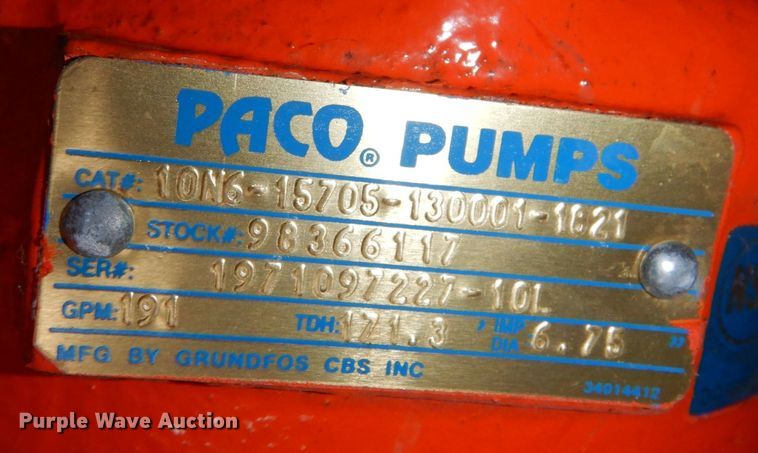 PACO® PUMPS
CAT#: 10N6-15705-130001-1821
STOCK#: 98366117
SER#: 1971097227-10L
GPM: 191 TDH: 171.3 ' IMP DIA 6.75 "
MFG BY GRUNDFOS CBS INC
34014412
Purple Wave Auction